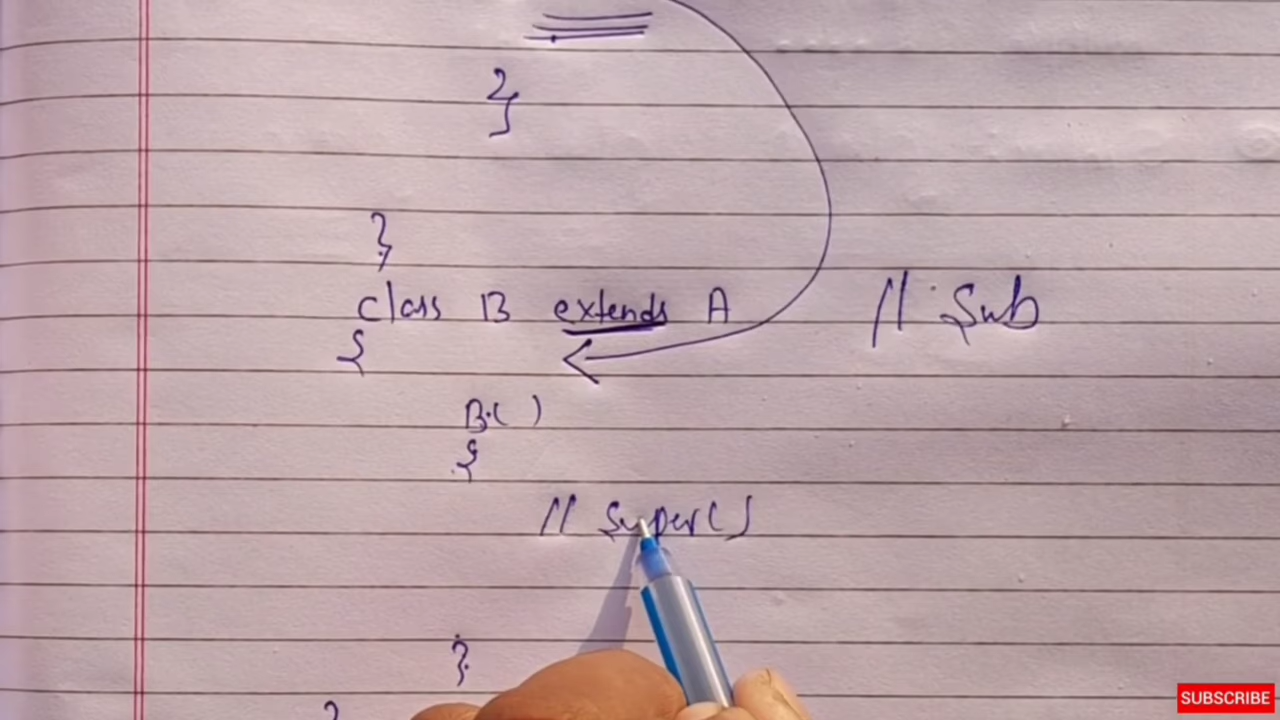 }
}
class B extends A // Sub
{
B()
{
// Super()
}
}
SUBSCRIBE